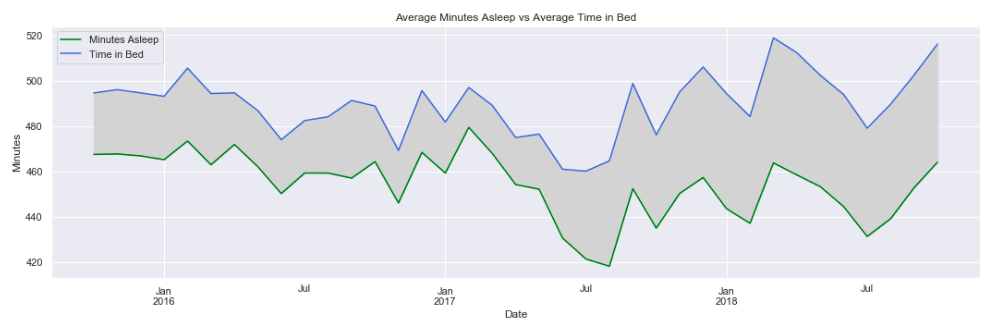 Average Minutes Asleep vs Average Time in Bed
Minutes Asleep
Time in Bed
Minutes
520
500
480
460
440
420
Jan
2016
Jul
Jan
2017
Jul
Jan
2018
Jul
Date